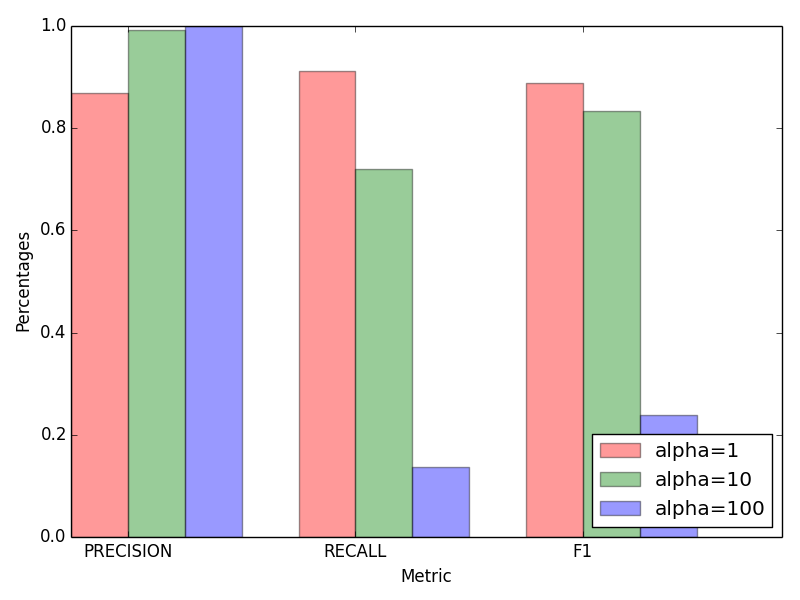 1.0
0.8
0.6
0.4
0.2
0.0
Percentages
PRECISION
RECALL
F1
Metric
alpha=1
alpha=10
alpha=100